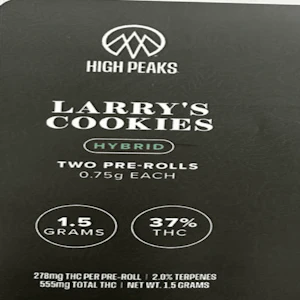 HIGH PEAKS
LARRY'S
COOKIES
HYBRID
TWO PRE-ROLLS
0.75g EACH
1.5
GRAMS
37%
THC
278mg THC PER PRE-ROLL | 2.0% TERPENES
555mg TOTAL THC | NET WT. 1.5 GRAMS